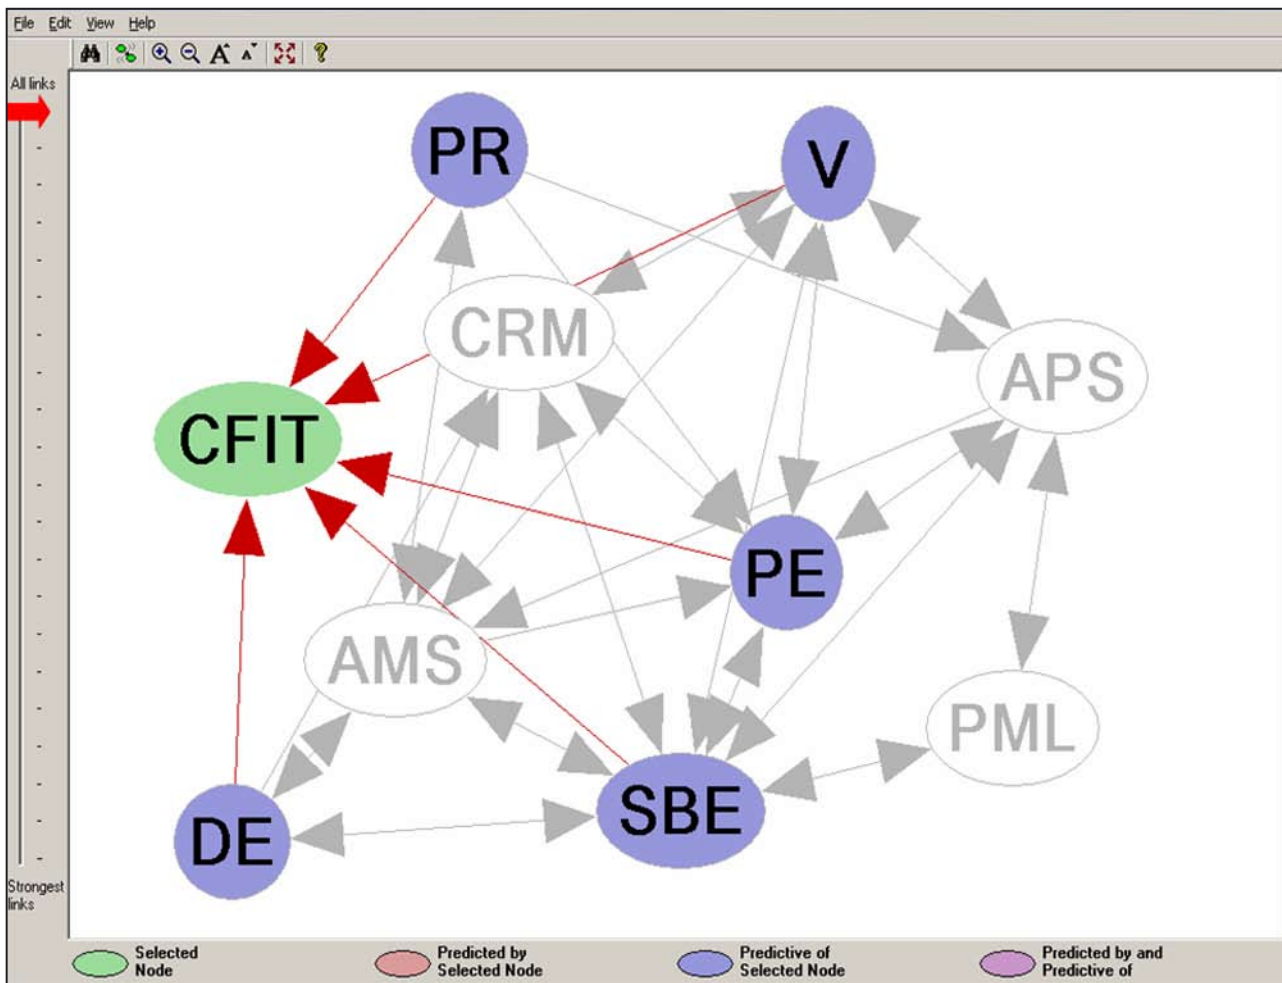 File Edit View Help
A A ?
All links
PR
V
CRM
APS
CFIT
PE
AMS
PML
SBE
DE
Strongest
links
Selected
Node
Predicted by
Selected Node
Predictive of
Selected Node
Predicted by and
Predictive of